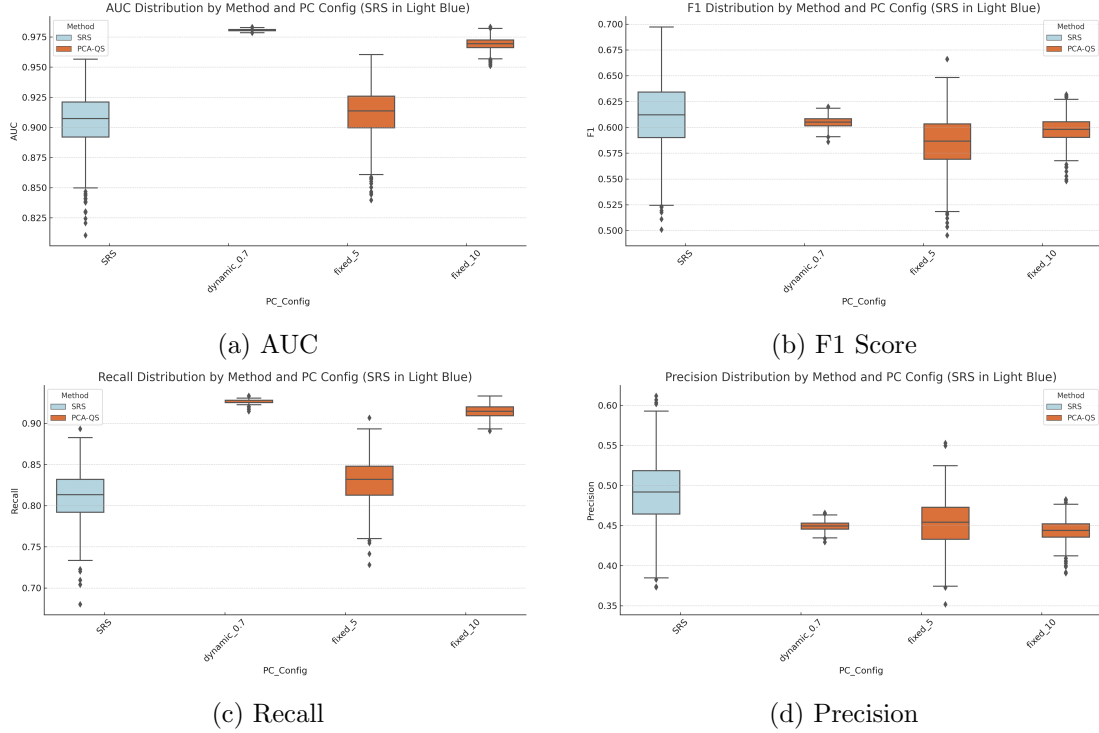 AUC Distribution by Method and PC Config (SRS in Light Blue)
Method
SRS
PCA-QS
0.975
0.950
0.925
0.900
0.875
0.850
0.825
AUC
SRS
dynamic_0.7
fixed_5
fixed_10
PC_Config
(a) AUC
F1 Distribution by Method and PC Config (SRS in Light Blue)
Method
SRS
PCA-QS
0.700
0.675
0.650
0.625
0.600
0.575
0.550
0.525
0.500
F1
SRS
dynamic_0.7
fixed_5
fixed_10
PC_Config
(b) F1 Score
Recall Distribution by Method and PC Config (SRS in Light Blue)
Method
SRS
PCA-QS
0.90
0.85
0.80
0.75
0.70
Recall
SRS
dynamic_0.7
fixed_5
fixed_10
PC_Config
(c) Recall
Precision Distribution by Method and PC Config (SRS in Light Blue)
Method
SRS
PCA-QS
0.60
0.55
0.50
0.45
0.40
0.35
Precision
SRS
dynamic_0.7
fixed_5
fixed_10
PC_Config
(d) Precision